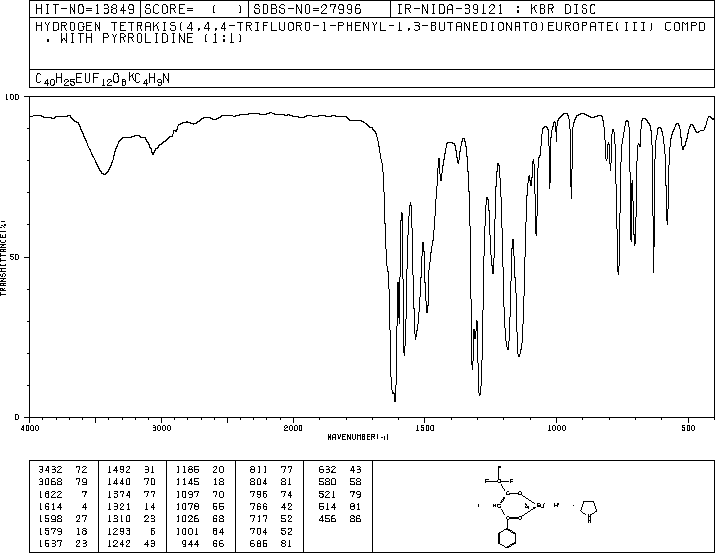 HIT-NO=13849 SCORE= ( ) SDBS-NO=27996 IR-NIDA-39121 : KBR DISC
HYDROGEN TETRAKIS(4,4,4-TRIFLUORO-1-PHENYL-1,3-BUTANEDIONATO)EUROPATE(III) COMPD
. WITH PYRROLIDINE (1:1)
C40H25EUF12O8KC4H9N
100
50
0
TRANSMITTANCE(%)
4000 3000 2000 1500 1000 500
WAVENUMBER(-1)
3432 72 1492 31 1186 20 811 77 632 43
3068 79 1440 70 1145 18 804 81 580 58
1622 7 1374 77 1097 70 796 74 521 79
1614 4 1321 14 1078 55 766 42 514 81
1598 27 1310 23 1026 68 717 52 456 86
1579 18 1293 6 1001 84 704 52
1537 23 1242 43 944 66 686 81